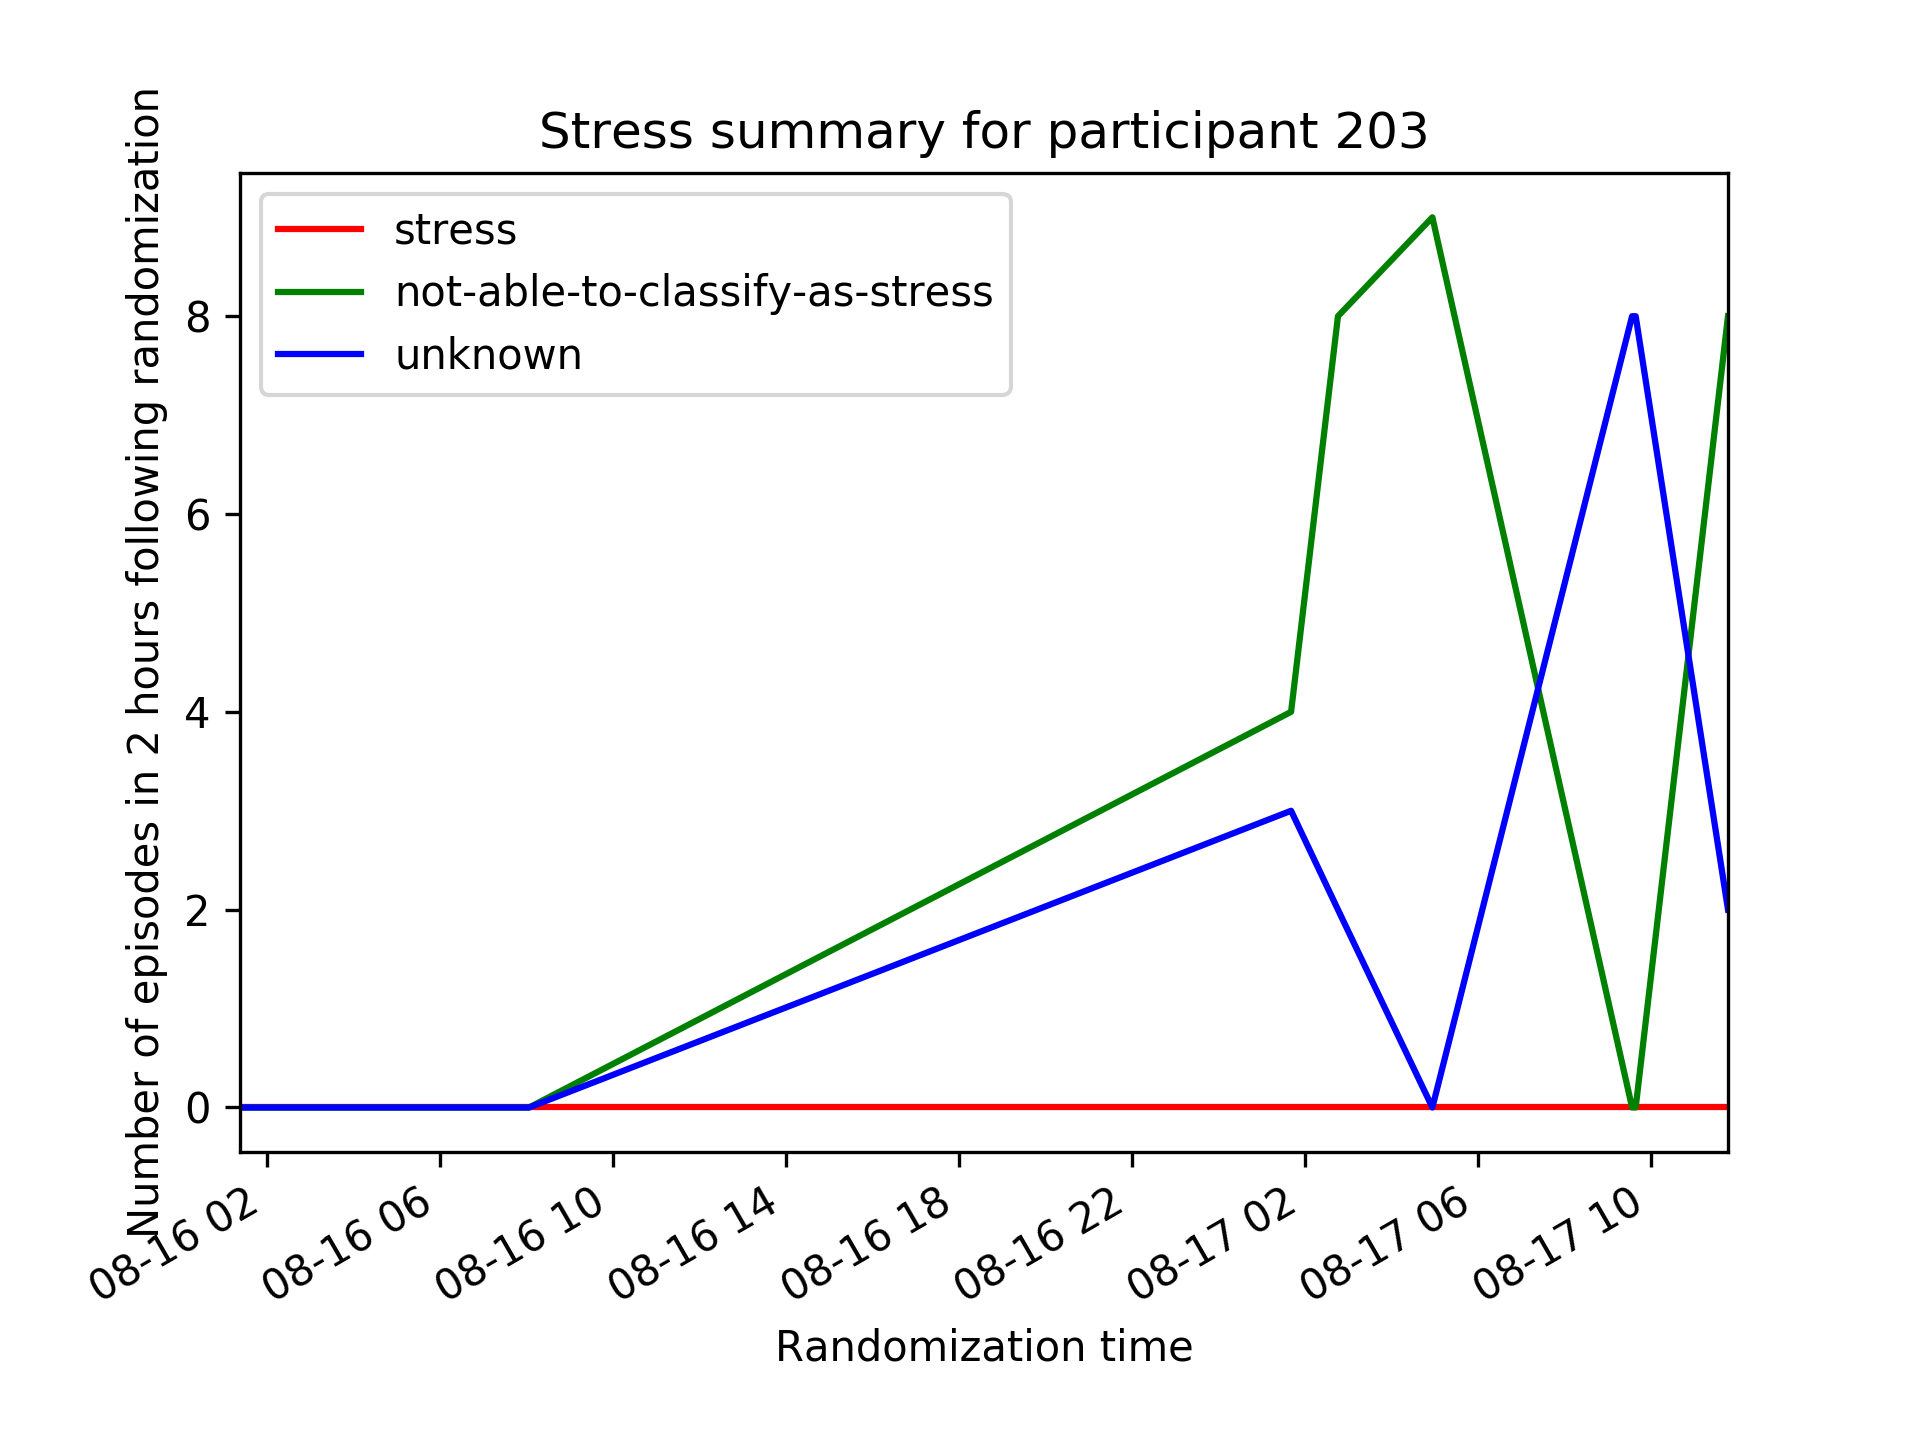 Stress summary for participant 203
stress
not-able-to-classify-as-stress
unknown
Number of episodes in 2 hours following randomization
8
6
4
2
0
08-16 02
08-16 06
08-16 10
08-16 14
08-16 18
08-16 22
08-17 02
08-17 06
08-17 10
Randomization time